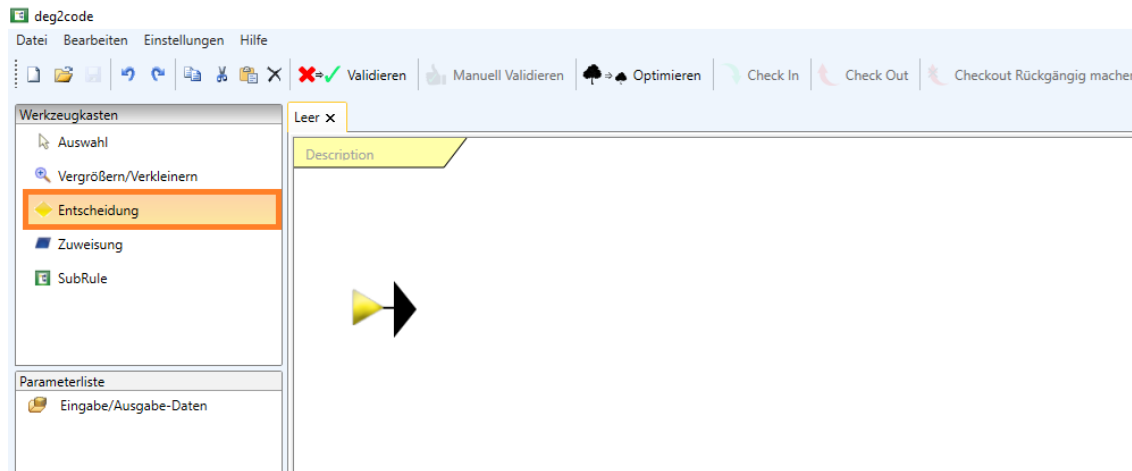 deg2code
Datei Bearbeiten Einstellungen Hilfe
Validieren Manuell Validieren Optimieren Check In Check Out Checkout Rückgängig machen
Werkzeugkasten
Leer
Auswahl
Description
Vergrößern/Verkleinern
Entscheidung
Zuweisung
SubRule
Parameterliste
Eingabe/Ausgabe-Daten